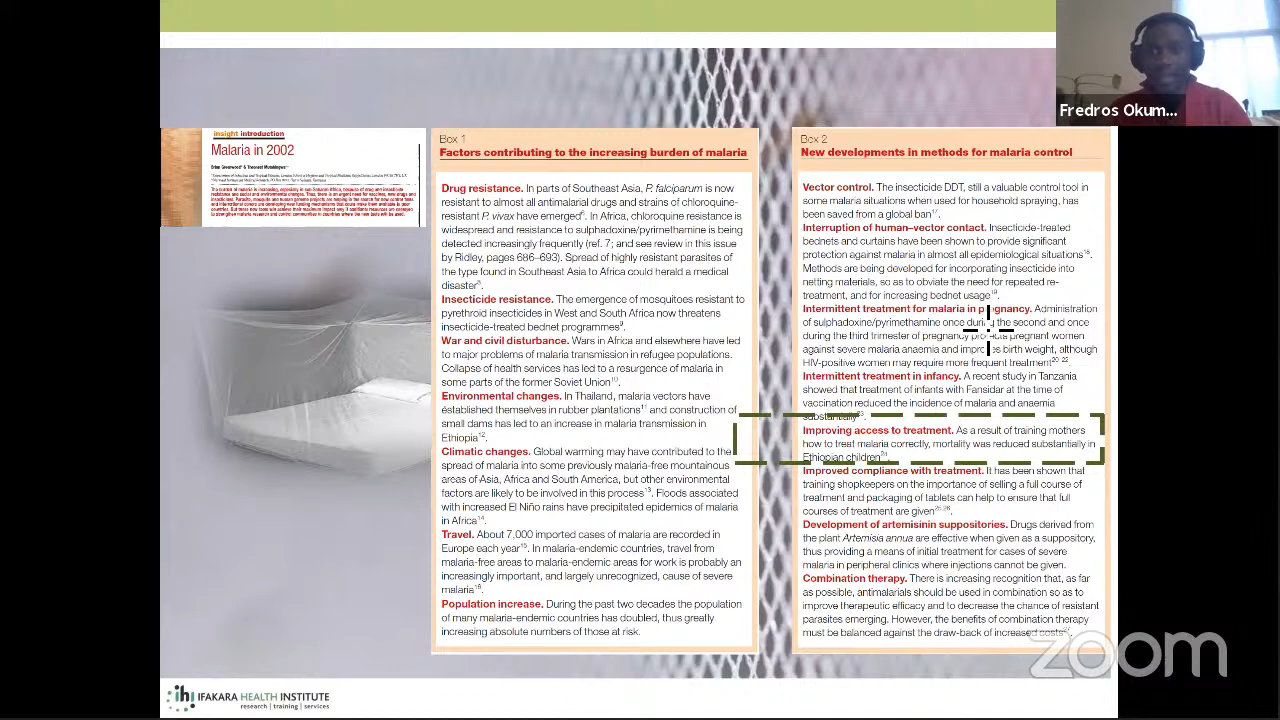 Fredros Okum...
insight introduction
Malaria in 2002
Brian Greenwood & Theonest Mutabingwa
Box 1
Factors contributing to the increasing burden of malaria
Drug resistance. In parts of Southeast Asia, P. falciparum is now
resistant to almost all antimalarial drugs and strains of chloroquine-
resistant P. vivax have emerged6. In Africa, chloroquine resistance is
widespread and resistance to sulphadoxine/pyrimethamine is being
detected increasingly frequently (ref. 7; and see review in this issue
by Ridley, pages 686–693). Spread of highly resistant parasites of
the type found in Southeast Asia to Africa could herald a medical
disaster8.
Insecticide resistance. The emergence of mosquitoes resistant to
pyrethroid insecticides in West and South Africa now threatens
insecticide-treated bednet programmes9.
War and civil disturbance. Wars in Africa and elsewhere have led
to major problems of malaria transmission in refugee populations.
Collapse of health services has led to a resurgence of malaria in
some parts of the former Soviet Union10.
Environmental changes. In Thailand, malaria vectors have
established themselves in rubber plantations11 and construction of
small dams has led to an increase in malaria transmission in
Ethiopia12.
Climatic changes. Global warming may have contributed to the
spread of malaria into some previously malaria-free mountainous
areas of Asia, Africa and South America, but other environmental
factors are likely to be involved in this process13. Floods associated
with increased El Niño rains have precipitated epidemics of malaria
in Africa14.
Travel. About 7,000 imported cases of malaria are recorded in
Europe each year15. In malaria-endemic countries, travel from
malaria-free areas to malaria-endemic areas for work is probably an
increasingly important, and largely unrecognized, cause of severe
malaria16.
Population increase. During the past two decades the population
of many malaria-endemic countries has doubled, thus greatly
increasing absolute numbers of those at risk.
Box 2
New developments in methods for malaria control
Vector control. The insecticide DDT, still a valuable control tool in
some malaria situations when used for household spraying, has
been saved from a global ban17.
Interruption of human–vector contact. Insecticide-treated
bednets and curtains have been shown to provide significant
protection against malaria in almost all epidemiological situations18.
Methods are being developed for incorporating insecticide into
netting materials, so as to obviate the need for repeated re-
treatment, and for increasing bednet usage19.
Intermittent treatment for malaria in pregnancy. Administration
of sulphadoxine/pyrimethamine once during the second and once
during the third trimester of pregnancy protects pregnant women
against severe malaria anaemia and improves birth weight, although
HIV-positive women may require more frequent treatment20–22.
Intermittent treatment in infancy. A recent study in Tanzania
showed that treatment of infants with Fansidar at the time of
vaccination reduced the incidence of malaria and anaemia
substantially23.
Improving access to treatment. As a result of training mothers
how to treat malaria correctly, mortality was reduced substantially in
Ethiopian children24.
Improved compliance with treatment. It has been shown that
training shopkeepers on the importance of selling a full course of
treatment and packaging of tablets can help to ensure that full
courses of treatment are given25,26.
Development of artemisinin suppositories. Drugs derived from
the plant Artemisia annua are effective when given as a suppository,
thus providing a means of initial treatment for cases of severe
malaria in peripheral clinics where injections cannot be given.
Combination therapy. There is increasing recognition that, as far
as possible, antimalarials should be used in combination so as to
improve therapeutic efficacy and to decrease the chance of resistant
parasites emerging. However, the benefits of combination therapy
must be balanced against the draw-back of increased costs27.
zoom
ihi IFAKARA HEALTH INSTITUTE
research | training | services